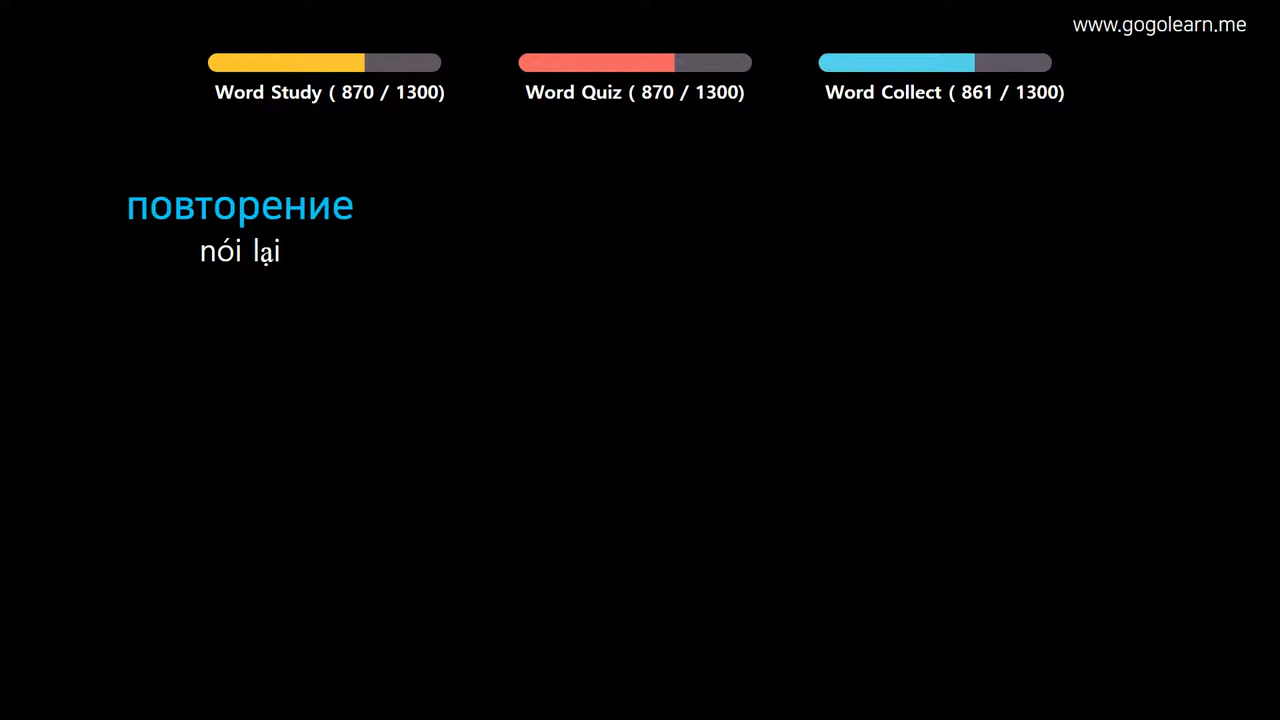 www.gogolearn.me
Word Study ( 870 / 1300)
Word Quiz ( 870 / 1300)
Word Collect ( 861 / 1300)
повторение
nói lại